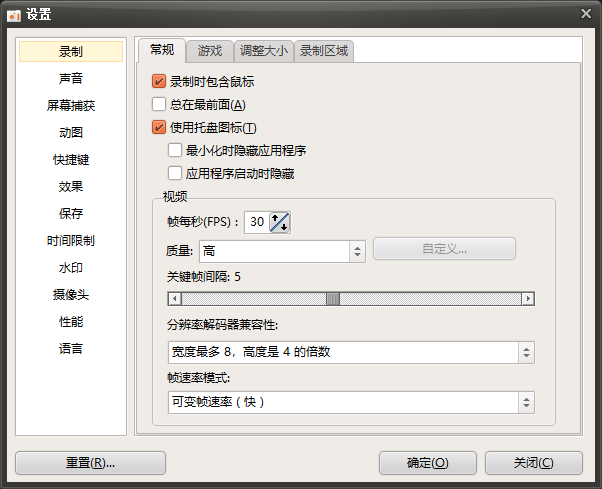 设置
录制
声音
屏幕捕获
动图
快捷键
效果
保存
时间限制
水印
摄像头
性能
语言
常规 游戏 调整大小 录制区域
录制时包含鼠标
总在最前面(A)
使用托盘图标(T)
最小化时隐藏应用程序
应用程序启动时隐藏
视频
帧每秒(FPS)： 30
质量: 高 自定义...
关键帧间隔: 5
分辨率解码器兼容性:
宽度最多 8，高度是 4 的倍数
帧速率模式:
可变帧速率 ( 快 )
重置(R)... 确定(O) 关闭(C)